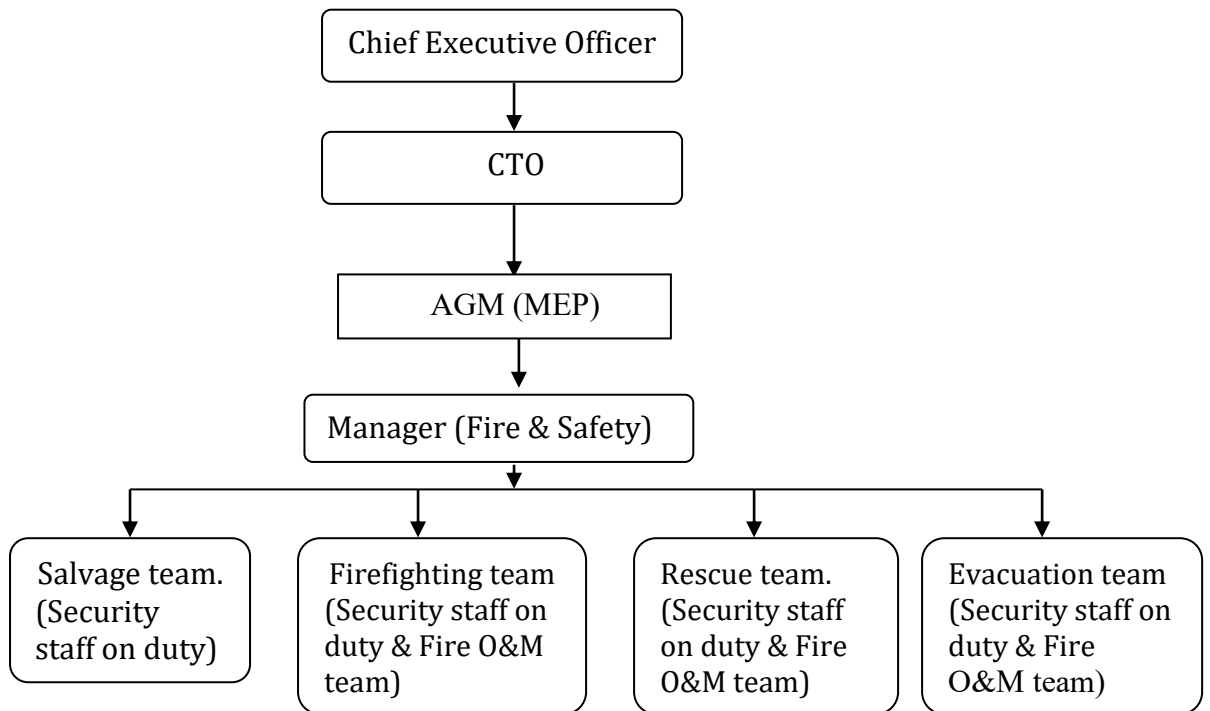 Chief Executive Officer
CTO
AGM (MEP)
Manager (Fire & Safety)
Salvage team.
(Security
staff on duty)
Firefighting team
(Security staff on
duty & Fire O&M
team)
Rescue team.
(Security staff
on duty & Fire
O&M team)
Evacuation team
(Security staff on
duty & Fire
O&M team)